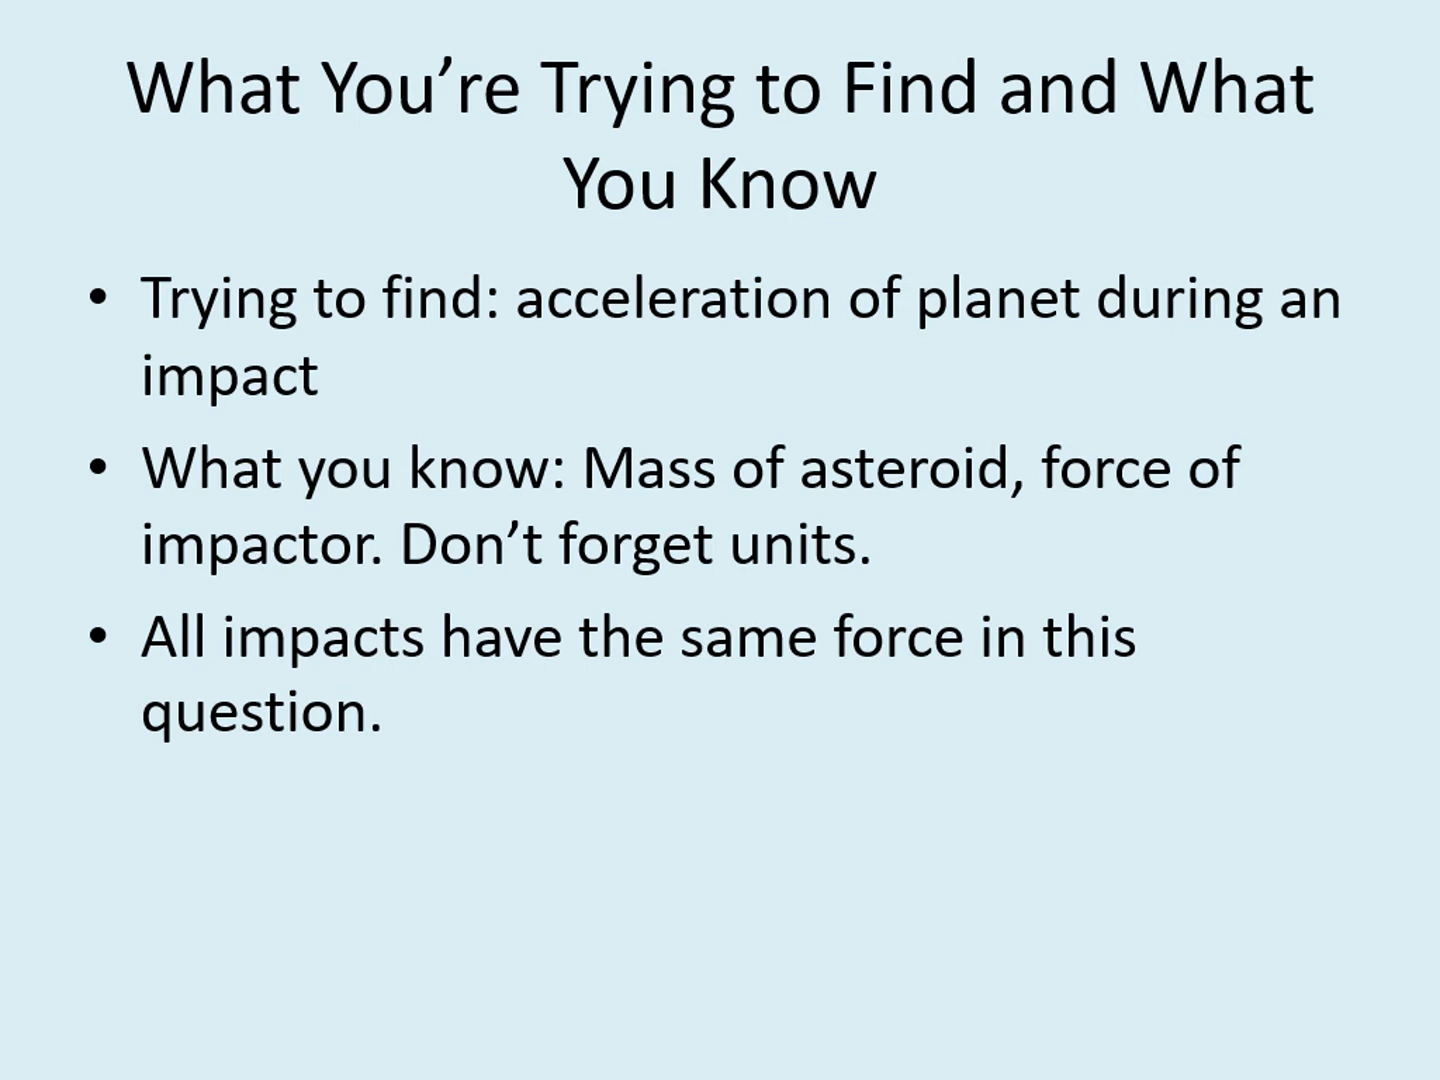 What You’re Trying to Find and What
You Know
• Trying to find: acceleration of planet during an
impact
• What you know: Mass of asteroid, force of
impactor. Don’t forget units.
• All impacts have the same force in this
question.